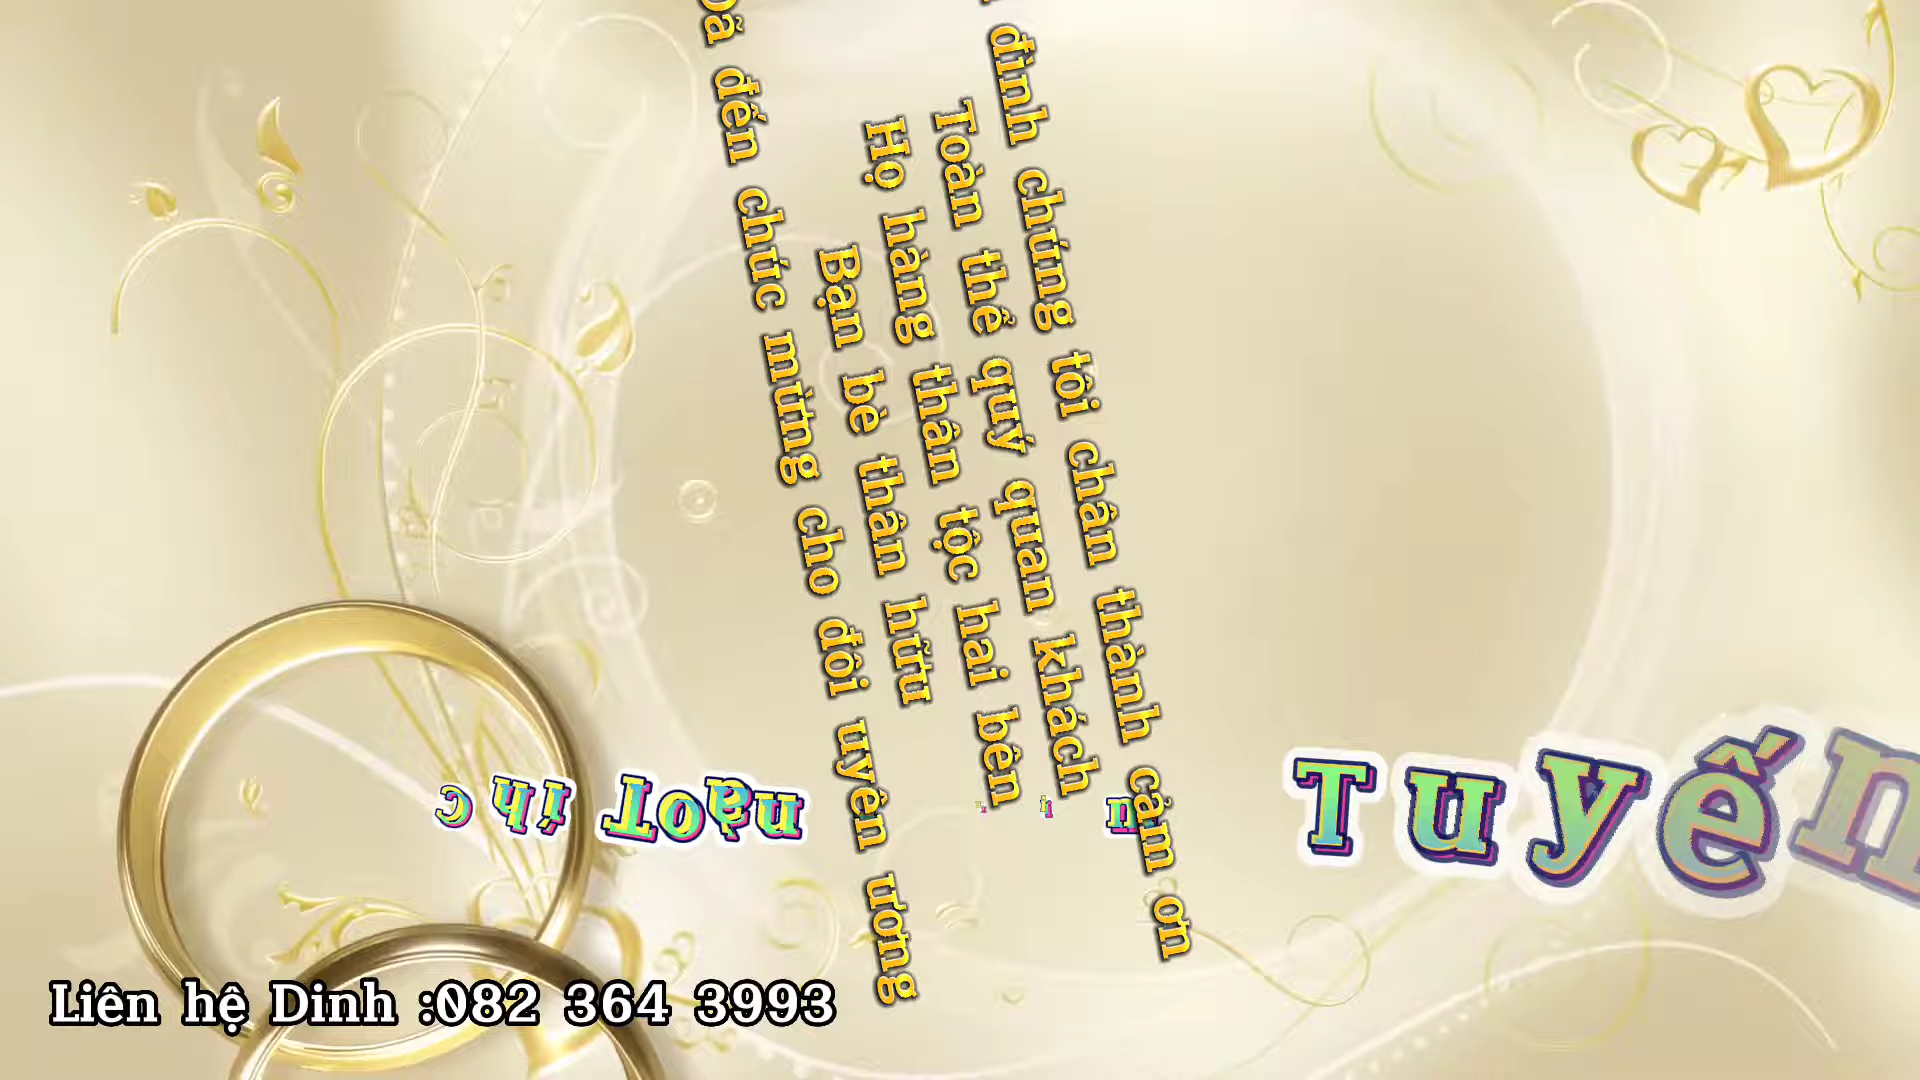 đình chúng tôi chân thành cảm ơn
Toàn thể quý quan khách
Họ hàng thân tộc hai bên
Bạn bè thân hữu
đến chúc mừng cho đôi uyên ương
Toàn
Tuyến
Liên hệ Dinh :082 364 3993